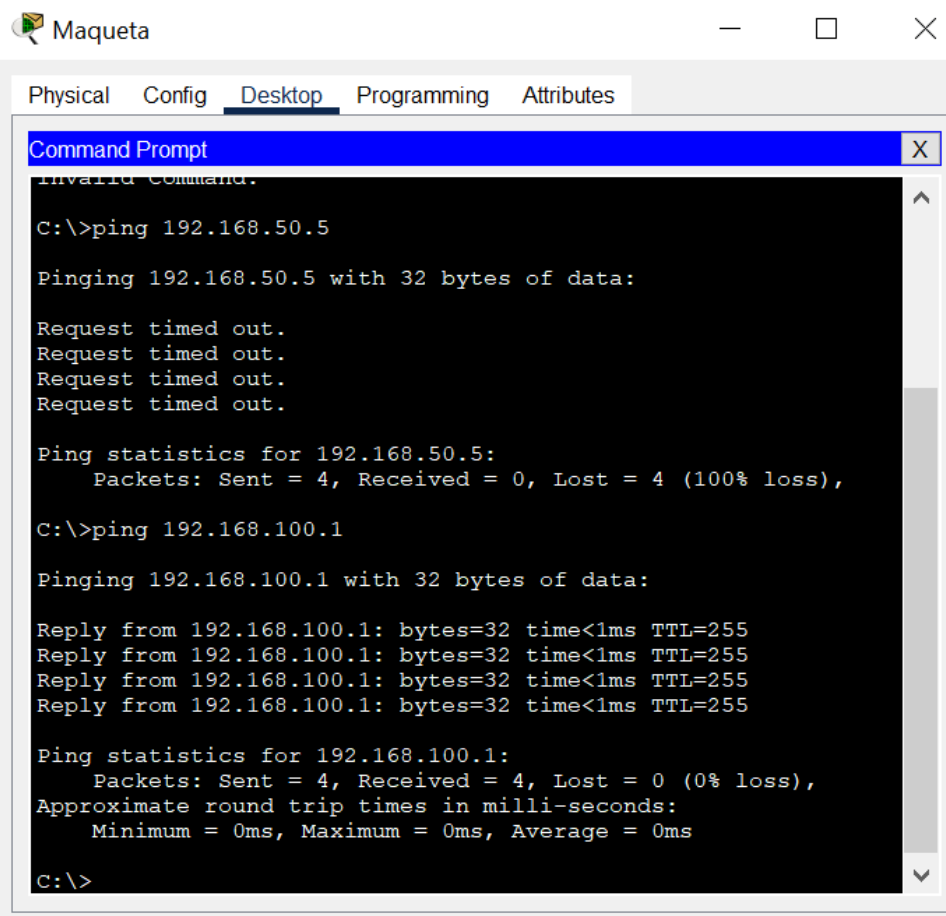 Maqueta
Physical Config Desktop Programming Attributes
Command Prompt X
Invalid Command.
C:\>ping 192.168.50.5
Pinging 192.168.50.5 with 32 bytes of data:
Request timed out.
Request timed out.
Request timed out.
Request timed out.
Ping statistics for 192.168.50.5:
Packets: Sent = 4, Received = 0, Lost = 4 (100% loss),
C:\>ping 192.168.100.1
Pinging 192.168.100.1 with 32 bytes of data:
Reply from 192.168.100.1: bytes=32 time<1ms TTL=255
Reply from 192.168.100.1: bytes=32 time<1ms TTL=255
Reply from 192.168.100.1: bytes=32 time<1ms TTL=255
Reply from 192.168.100.1: bytes=32 time<1ms TTL=255
Ping statistics for 192.168.100.1:
Packets: Sent = 4, Received = 4, Lost = 0 (0% loss),
Approximate round trip times in milli-seconds:
Minimum = 0ms, Maximum = 0ms, Average = 0ms
C:\>